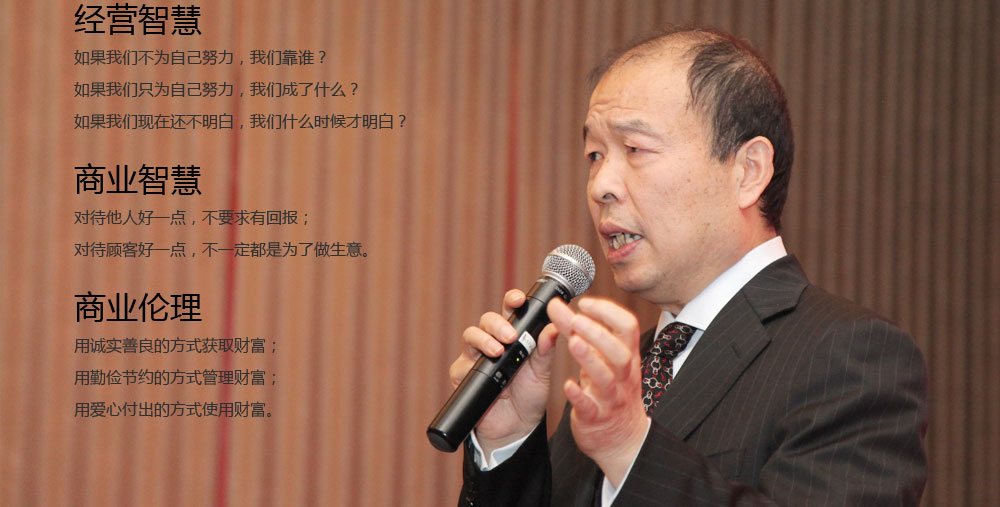 经营智慧
如果我们不为自己努力，我们靠谁？
如果我们只为自己努力，我们成了什么？
如果我们现在还不明白，我们什么时候才明白？
商业智慧
对待他人好一点，不要求有回报；
对待顾客好一点，不一定都是为了做生意。
商业伦理
用诚实善良的方式获取财富；
用勤俭节约的方式管理财富；
用爱心付出的方式使用财富。